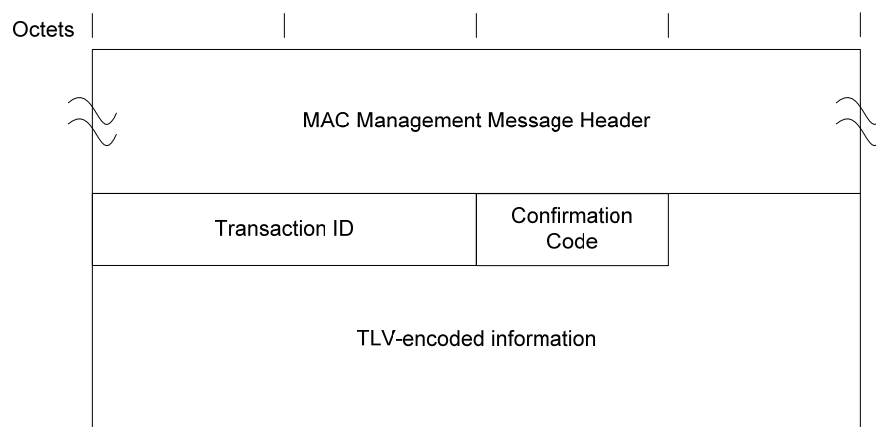 Octets
MAC Management Message Header
Transaction ID
Confirmation
Code
TLV-encoded information